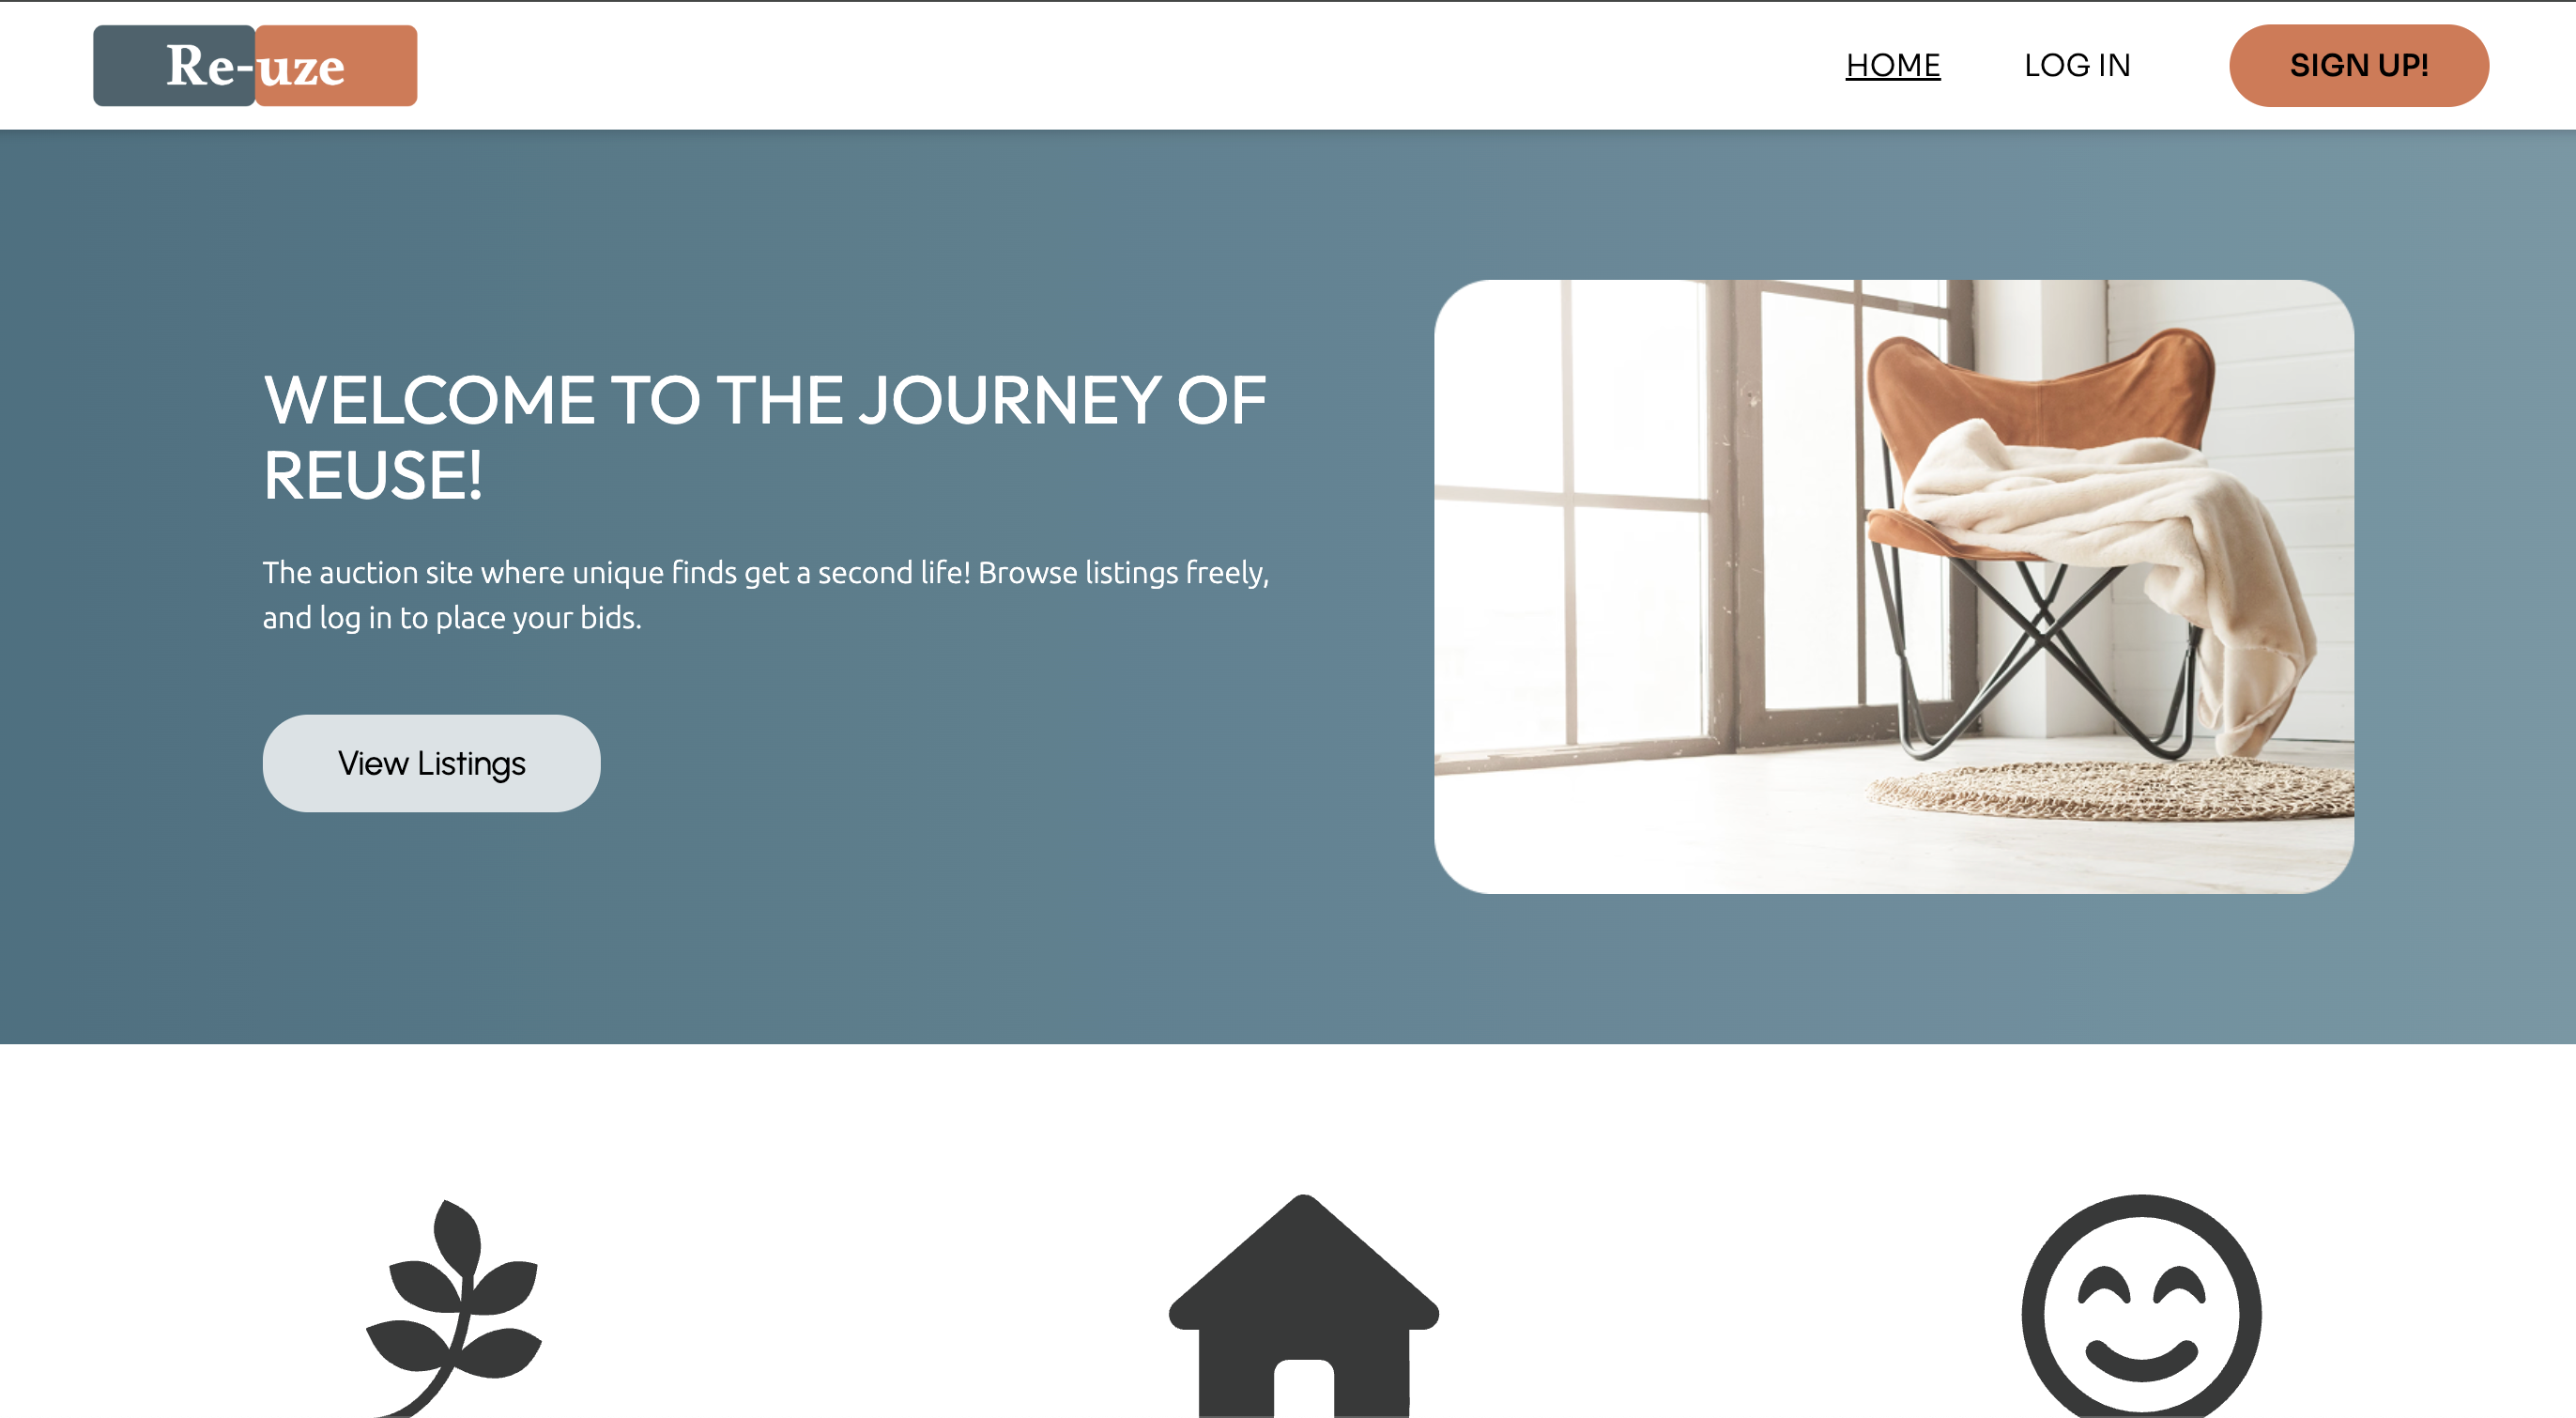 Re-uze
HOME
LOG IN
SIGN UP!
WELCOME TO THE JOURNEY OF
REUSE!
The auction site where unique finds get a second life! Browse listings freely,
and log in to place your bids.
View Listings